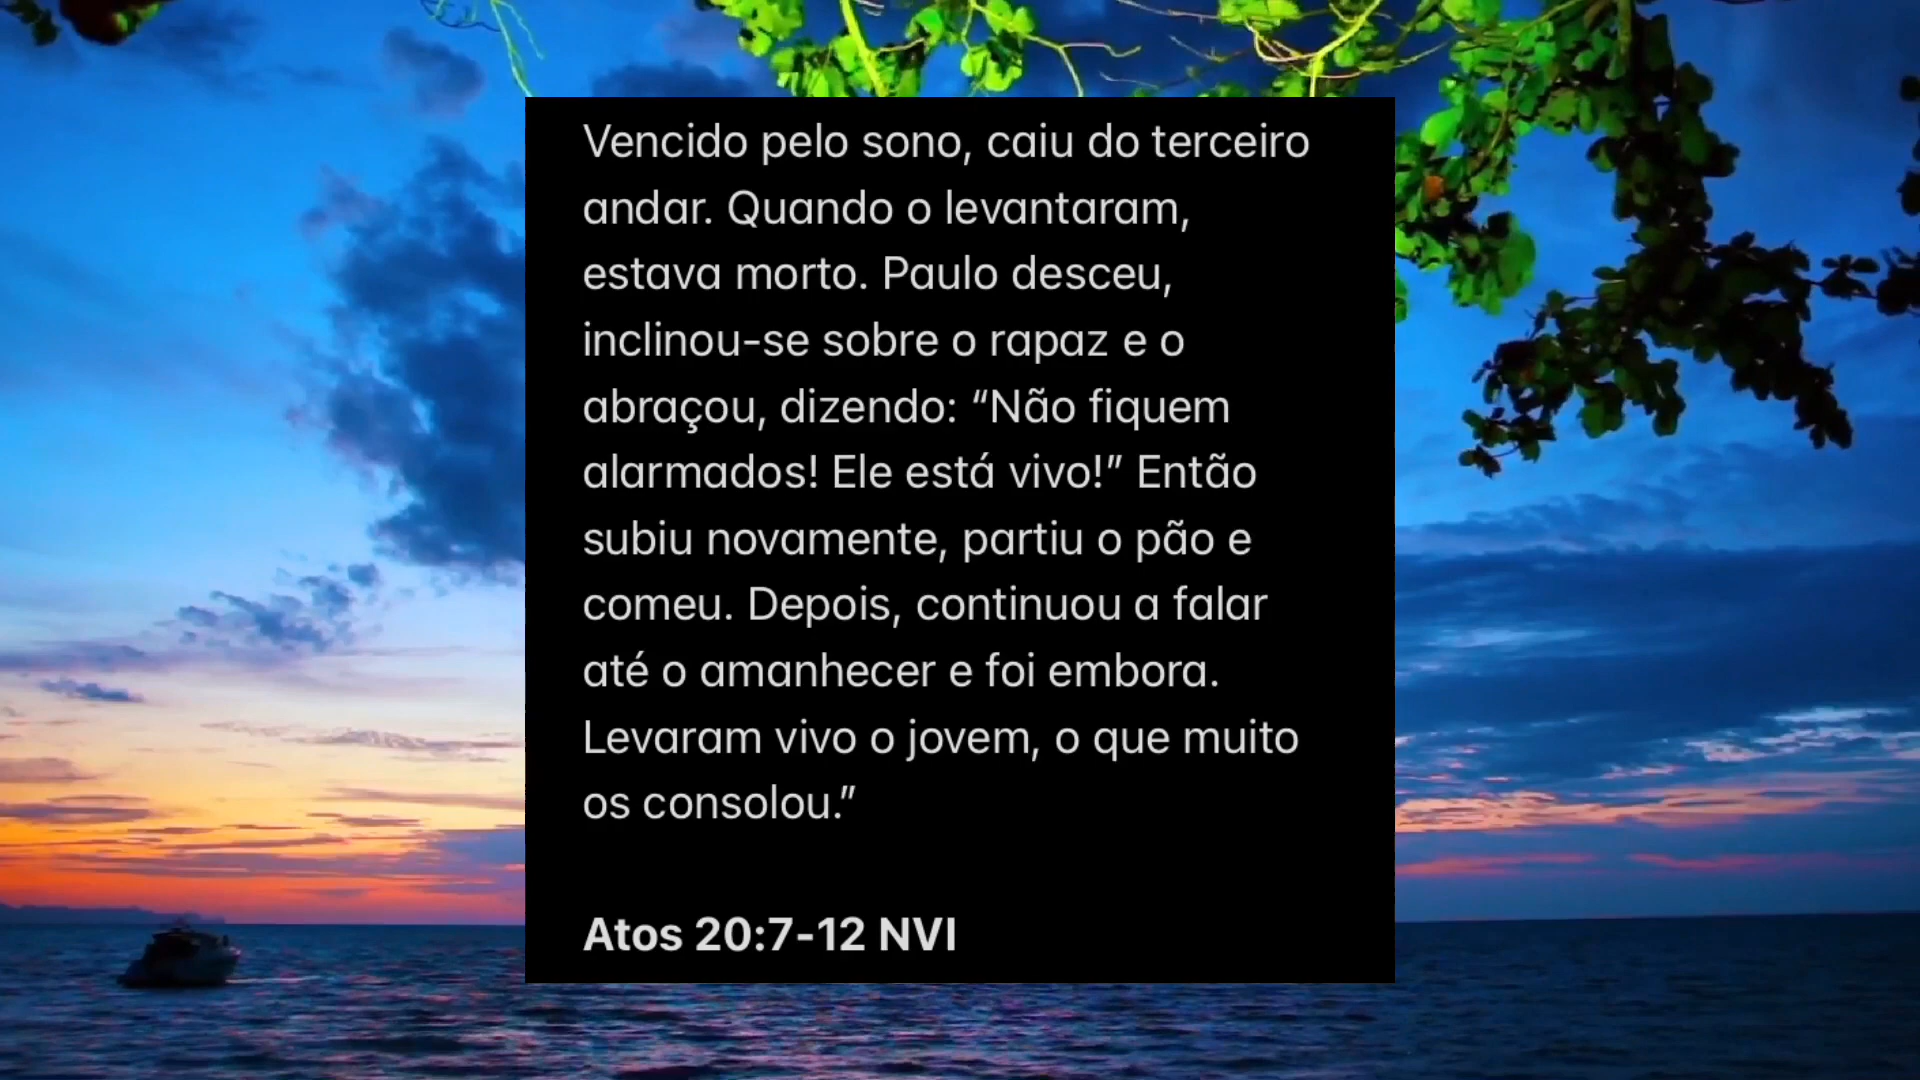 Vencido pelo sono, caiu do terceiro
andar. Quando o levantaram,
estava morto. Paulo desceu,
inclinou-se sobre o rapaz e o
abraçou, dizendo: “Não fiquem
alarmados! Ele está vivo!” Então
subiu novamente, partiu o pão e
comeu. Depois, continuou a falar
até o amanhecer e foi embora.
Levaram vivo o jovem, o que muito
os consolou.”
Atos 20:7-12 NVI